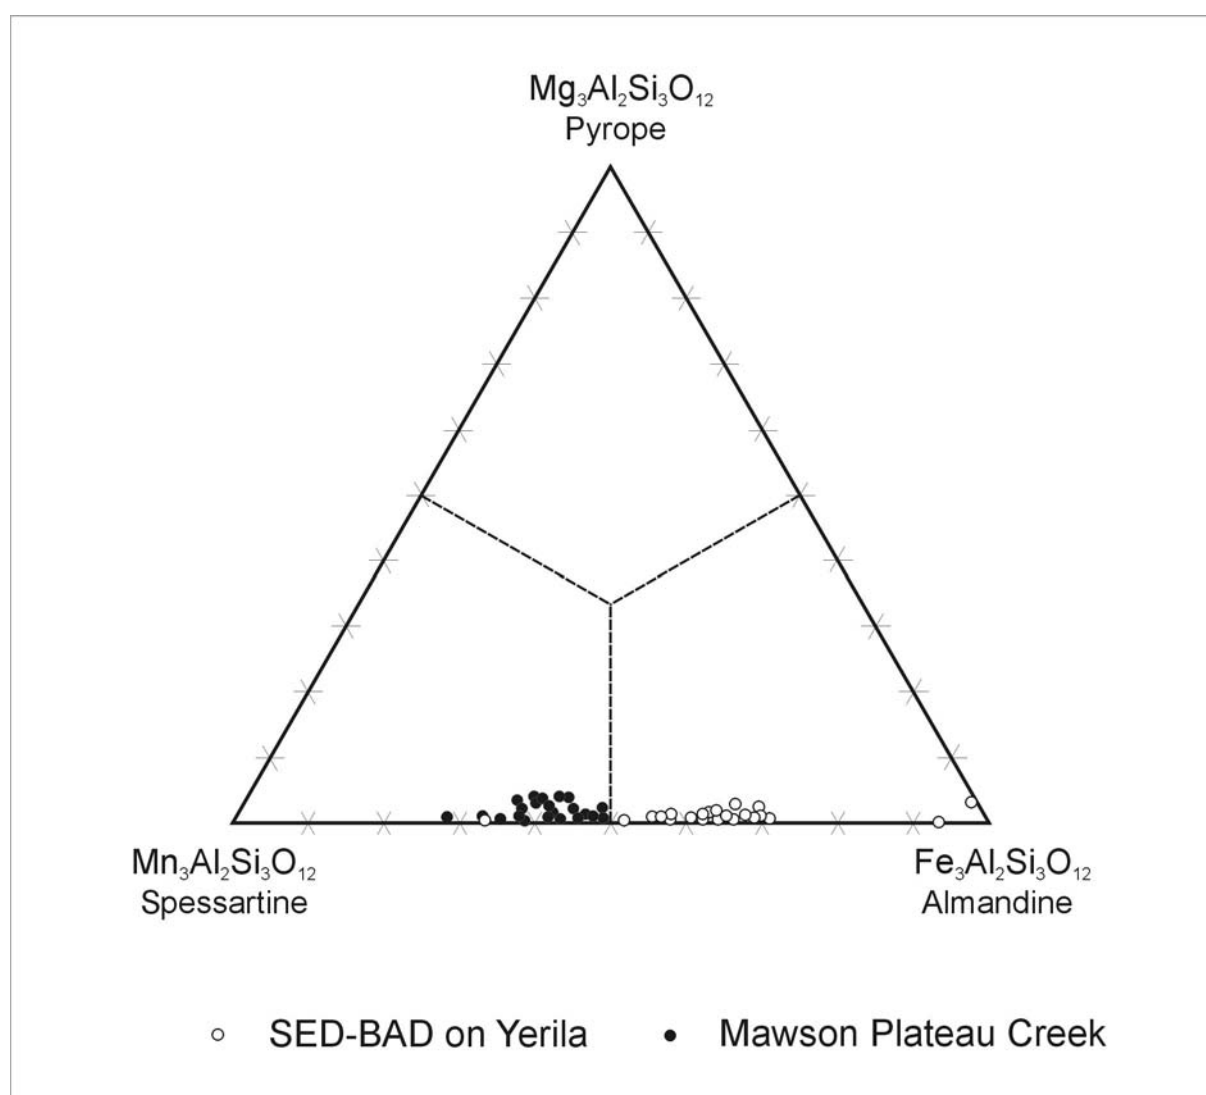 Mg₃Al₂Si₃O₁₂
Pyrope
Mn₃Al₂Si₃O₁₂
Spessartine
Fe₃Al₂Si₃O₁₂
Almandine
SED-BAD on Yerila
Mawson Plateau Creek